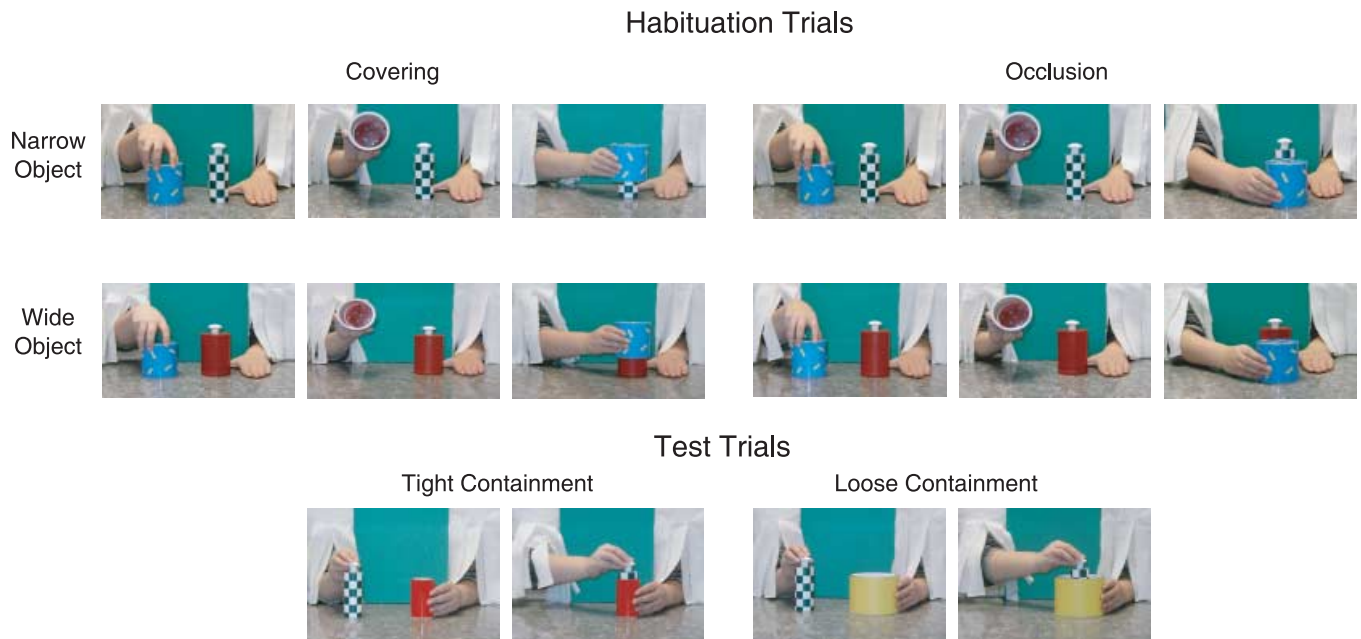 Habituation Trials
Covering
Occlusion
Narrow
Object
Wide
Object
Test Trials
Tight Containment
Loose Containment